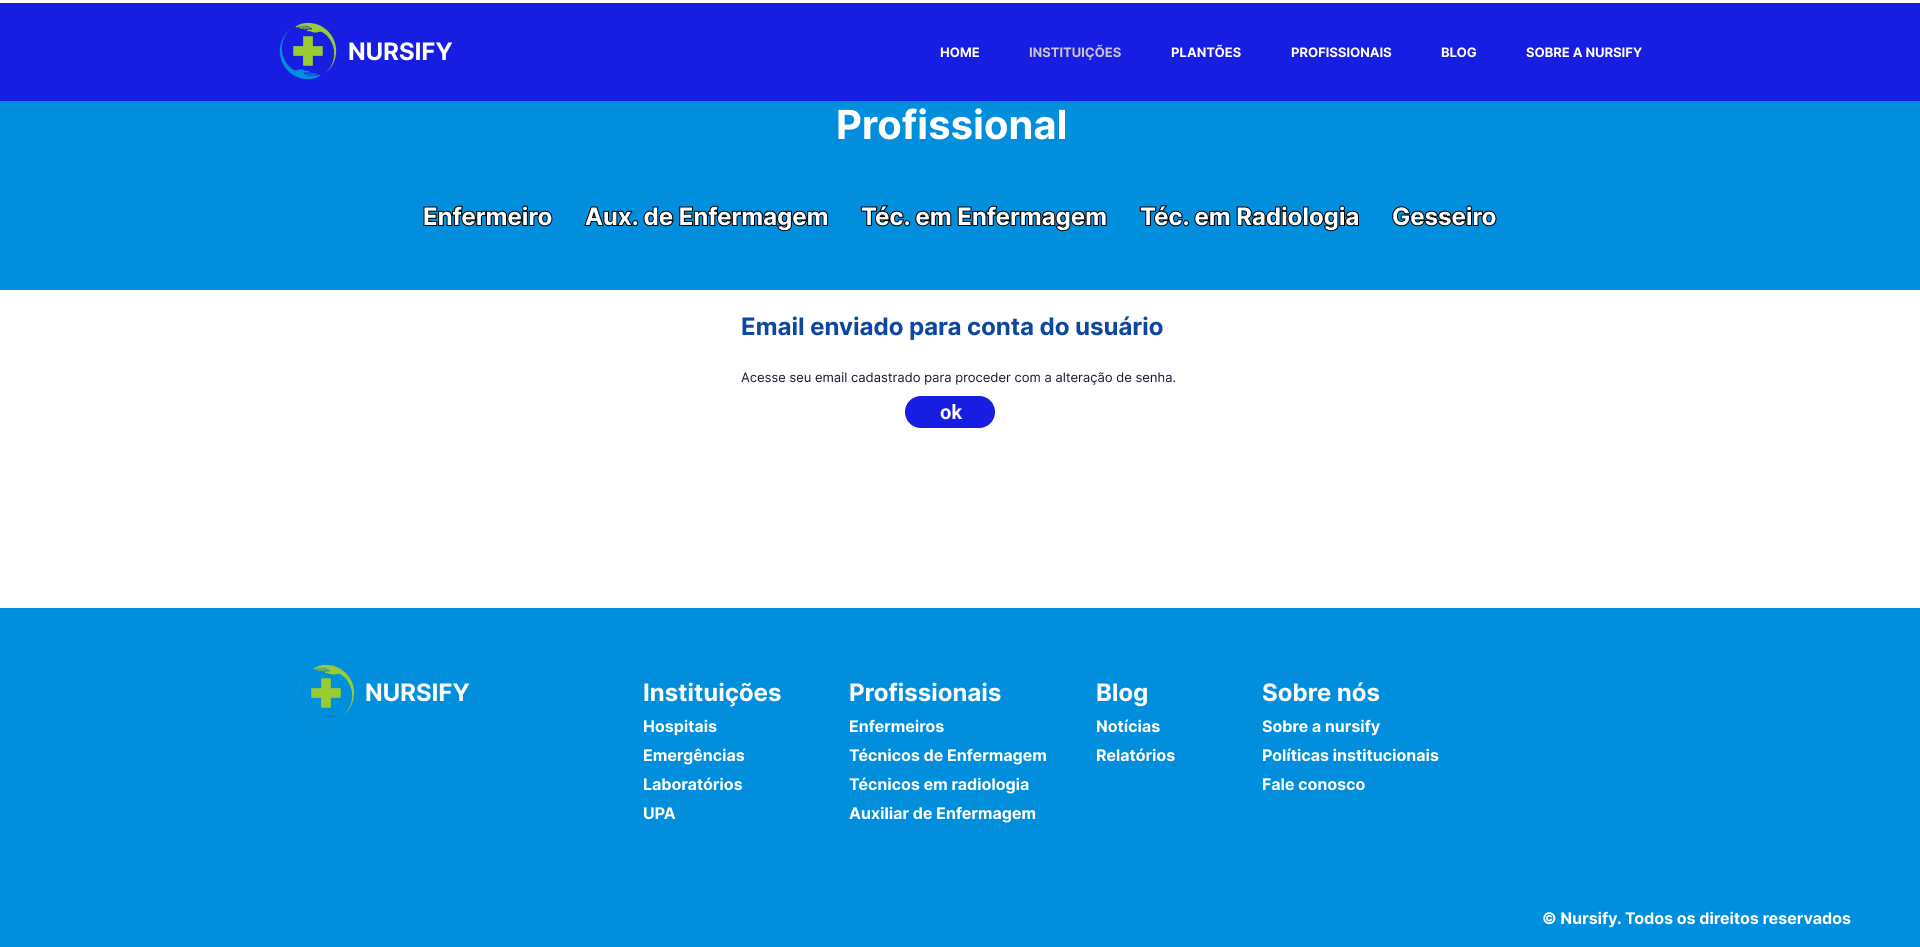 NURSIFY
HOME INSTITUIÇÕES PLANTÕES PROFISSIONAIS BLOG SOBRE A NURSIFY
Profissional
Enfermeiro Aux. de Enfermagem Téc. em Enfermagem Téc. em Radiologia Gesseiro
Email enviado para conta do usuário
Acesse seu email cadastrado para proceder com a alteração de senha.
ok
NURSIFY
Instituições
Hospitais
Emergências
Laboratórios
UPA
Profissionais
Enfermeiros
Técnicos de Enfermagem
Técnicos em radiologia
Auxiliar de Enfermagem
Blog
Notícias
Relatórios
Sobre nós
Sobre a nursify
Políticas institucionais
Fale conosco
© Nursify. Todos os direitos reservados